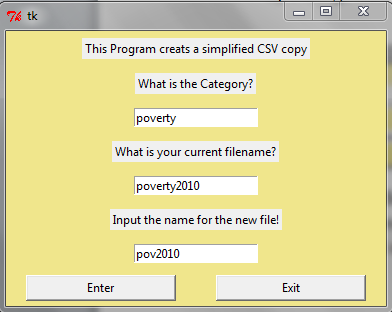 tk
This Program creats a simplified CSV copy
What is the Category?
poverty
What is your current filename?
poverty2010
Input the name for the new file!
pov2010
Enter Exit